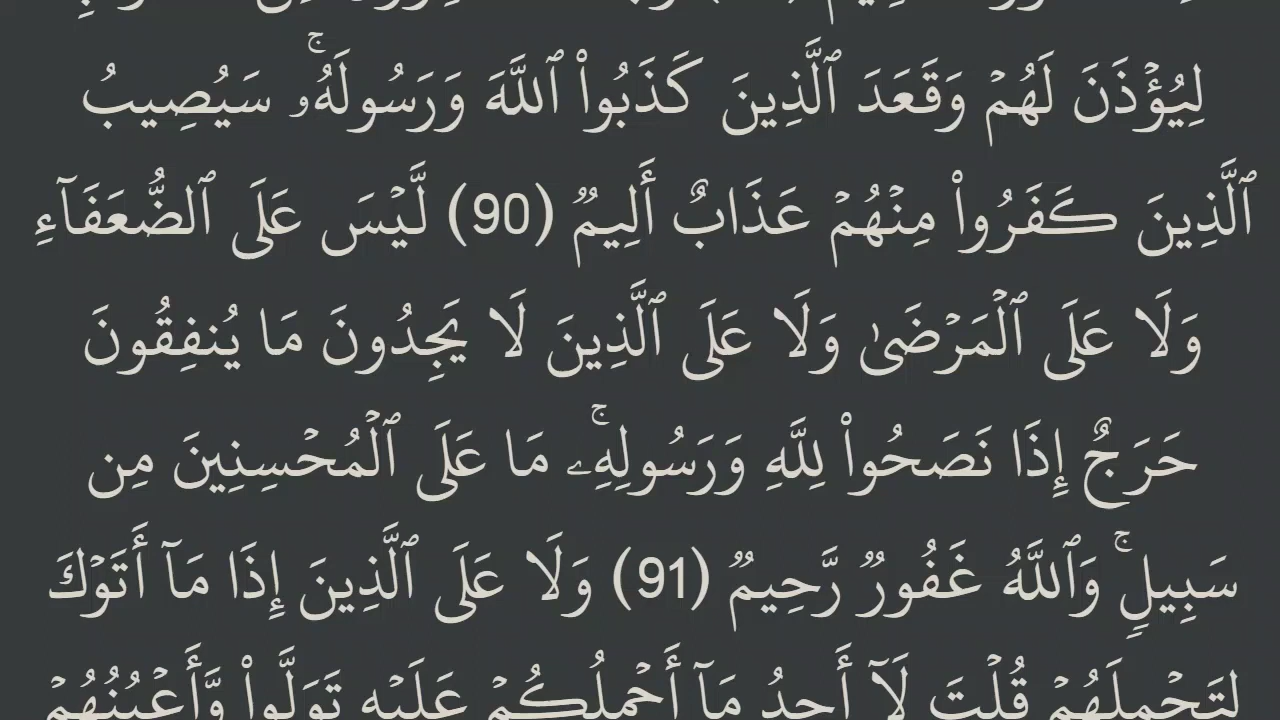 لِيُؤْذَنَ لَهُمْ وَقَعَدَ ٱلَّذِينَ كَذَبُوا۟ ٱللَّهَ وَرَسُولَهُۥ ۚ سَيُصِيبُ
ٱلَّذِينَ كَفَرُوا۟ مِنْهُمْ عَذَابٌ أَلِيمٌ (90) لَّيْسَ عَلَى ٱلضُّعَفَآءِ
وَلَا عَلَى ٱلْمَرْضَىٰ وَلَا عَلَى ٱلَّذِينَ لَا يَجِدُونَ مَا يُنفِقُونَ
حَرَجٌ إِذَا نَصَحُوا۟ لِلَّهِ وَرَسُولِهِۦ ۚ مَا عَلَى ٱلْمُحْسِنِينَ مِن
سَبِيلٍ ۚ وَٱللَّهُ غَفُورٌ رَّحِيمٌ (91) وَلَا عَلَى ٱلَّذِينَ إِذَا مَآ أَتَوْكَ
لِتَحْمِلَهُمْ قُلْتَ لَآ أَجِدُ مَآ أَحْمِلُكُمْ عَلَيْهِ تَوَلَّوا۟ وَّأَعْيُنُهُمْ